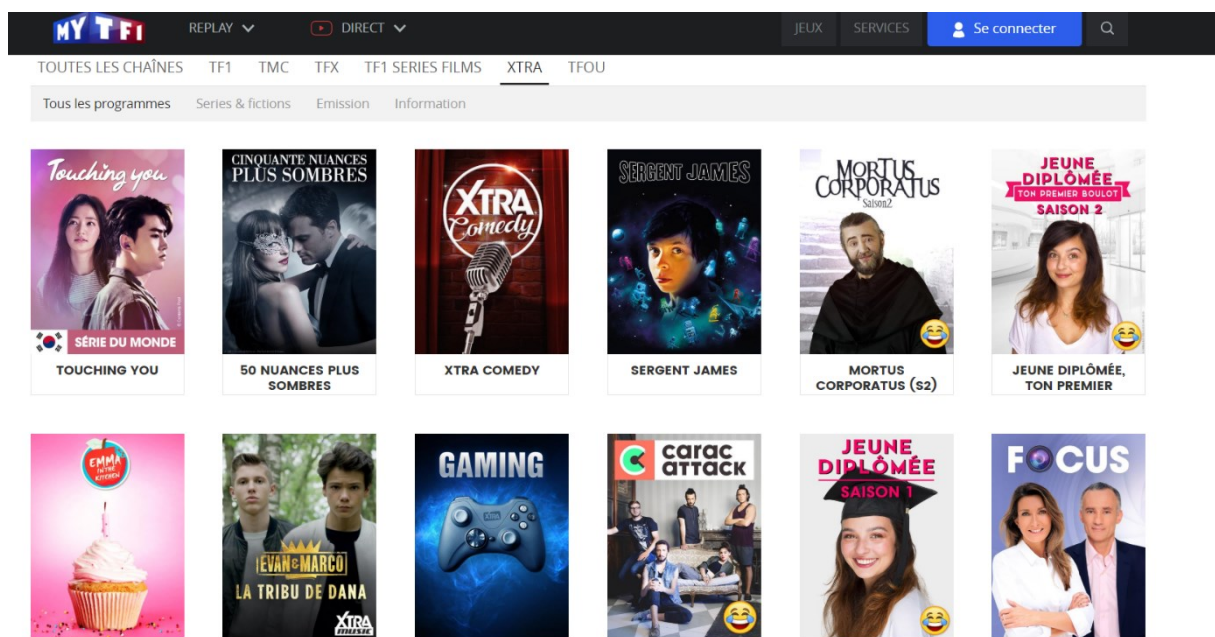 MY TF1
REPLAY
DIRECT
JEUX
SERVICES
Se connecter
TOUTES LES CHAÎNES
TF1
TMC
TFX
TF1 SERIES FILMS
XTRA
TFOU
Tous les programmes
Series & fictions
Emission
Information
Touching you
SÉRIE DU MONDE
TOUCHING YOU
CINQUANTE NUANCES
PLUS SOMBRES
50 NUANCES PLUS
SOMBRES
XTRA
Comedy
XTRA COMEDY
SERGENT JAMES
SERGENT JAMES
MORTUS
CORPORATUS
Saison2
MORTUS
CORPORATUS (S2)
JEUNE
DIPLÔMÉE
TON PREMIER BOULOT
SAISON 2
JEUNE DIPLÔMÉE,
TON PREMIER
EMMA
IN THE
KITCHEN
EVAN & MARCO
LA TRIBU DE DANA
XTRA
MUSIC
GAMING
XTRA
carac
attack
JEUNE
DIPLÔMÉE
SAISON 1
FOCUS